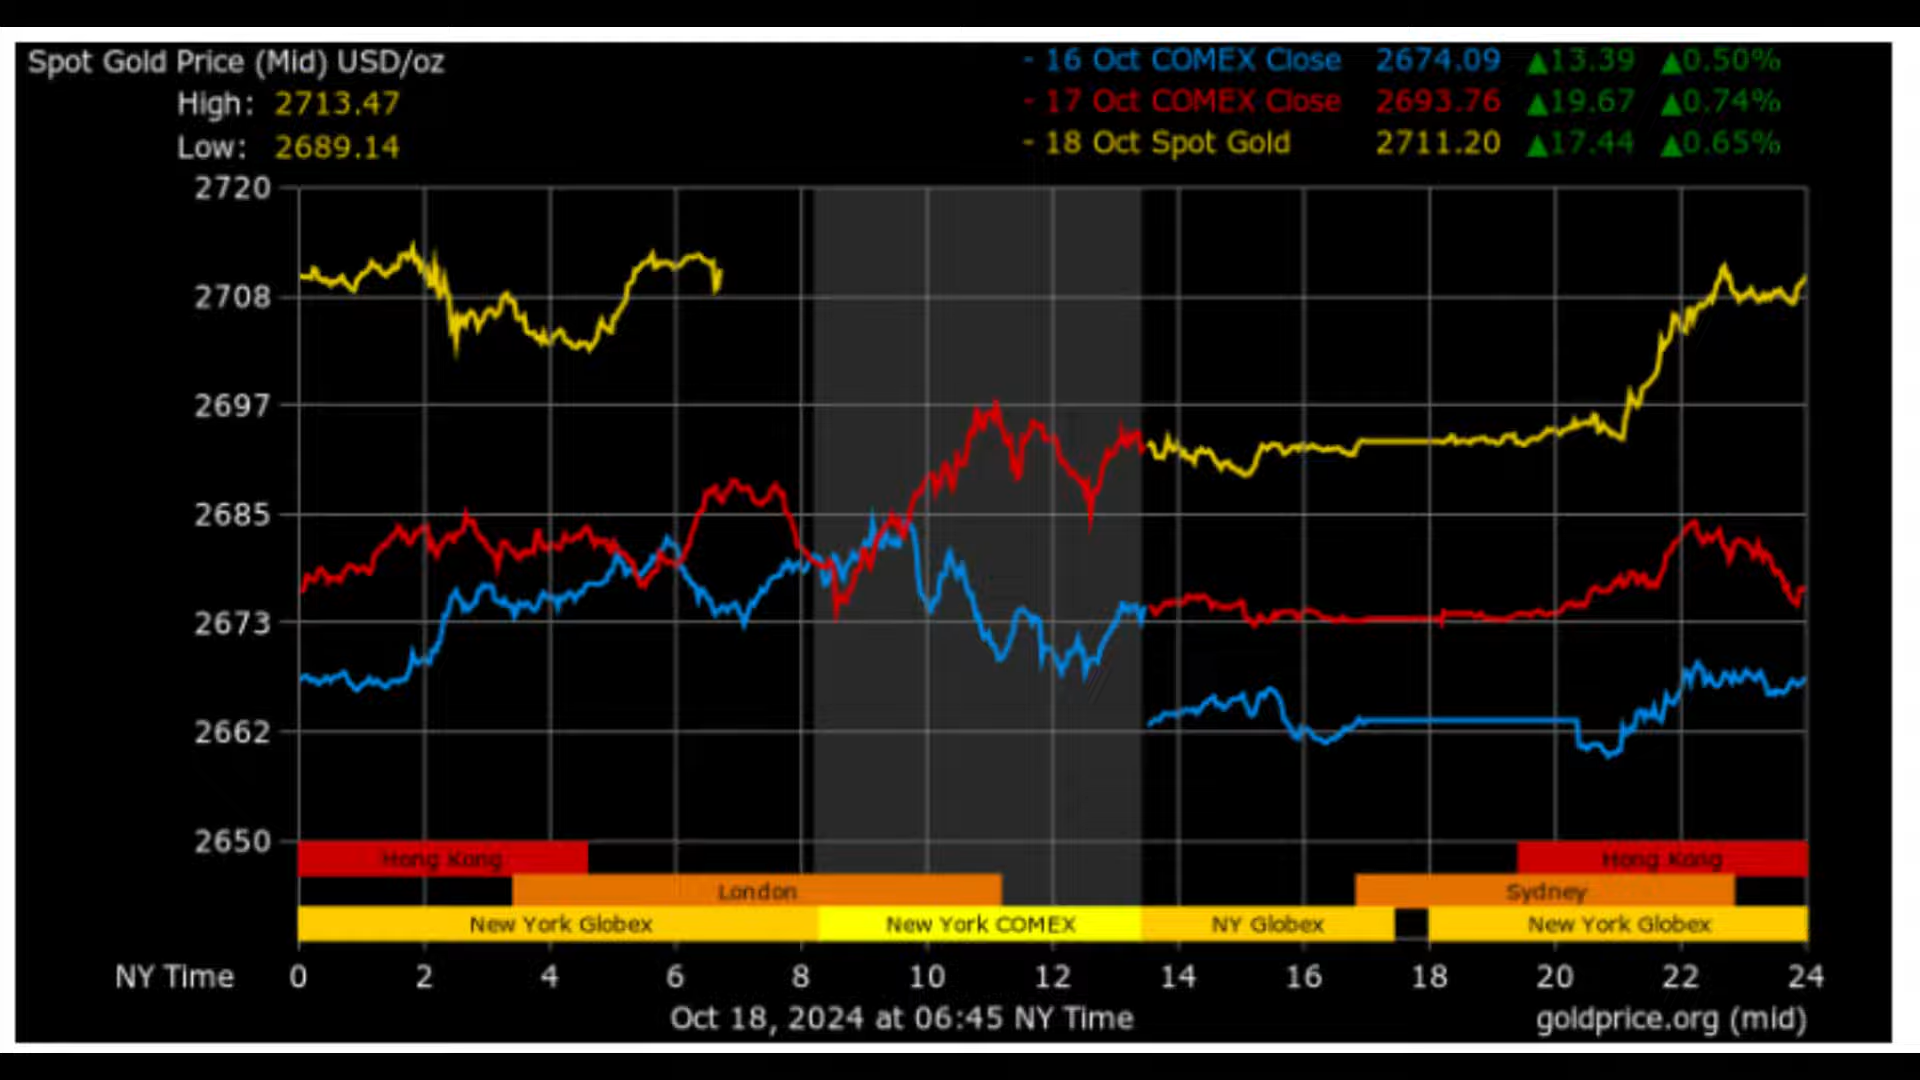 Spot Gold Price (Mid) USD/oz
High: 2713.47
Low: 2689.14
- 16 Oct COMEX Close 2674.09 ▲13.39 ▲0.50%
- 17 Oct COMEX Close 2693.76 ▲19.67 ▲0.74%
- 18 Oct Spot Gold 2711.20 ▲17.44 ▲0.65%
2720
2708
2697
2685
2673
2662
2650
Hong Kong Hong Kong
London Sydney
New York Globex New York COMEX NY Globex New York Globex
NY Time 0 2 4 6 8 10 12 14 16 18 20 22 24
Oct 18, 2024 at 06:45 NY Time goldprice.org (mid)